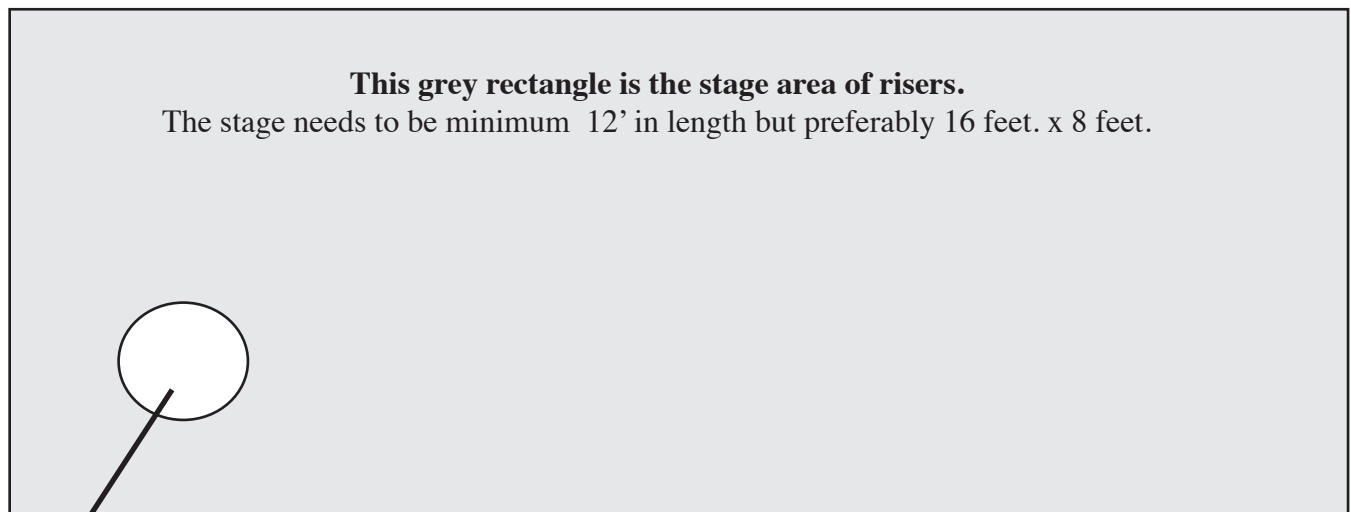 This grey rectangle is the stage area of risers.
The stage needs to be minimum  12’ in length but preferably 16 feet. x 8 feet.